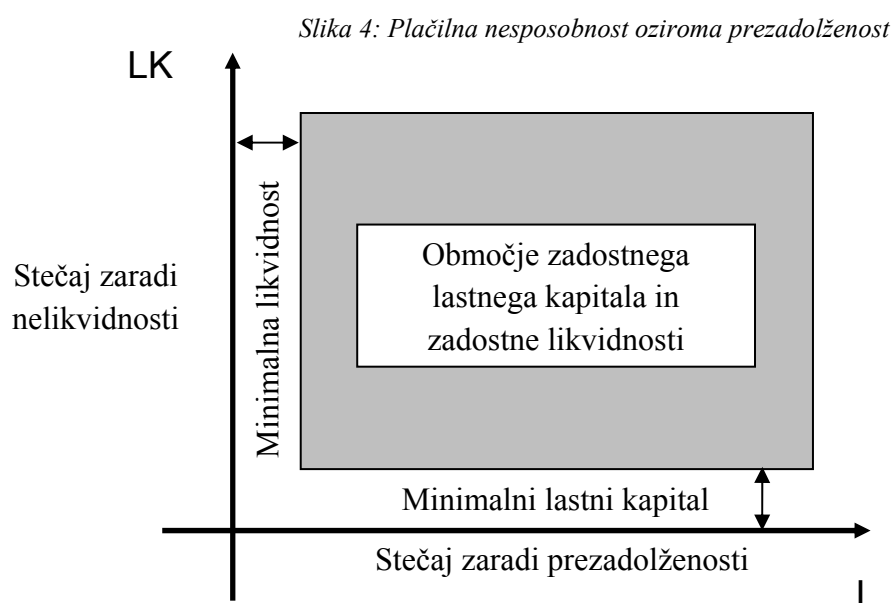 Slika 4: Plačilna nesposobnost oziroma prezadolženost
LK
Minimalna likvidnost
Stečaj zaradi
nelikvidnosti
Območje zadostnega
lastnega kapitala in
zadostne likvidnosti
Minimalni lastni kapital
Stečaj zaradi prezadolženosti